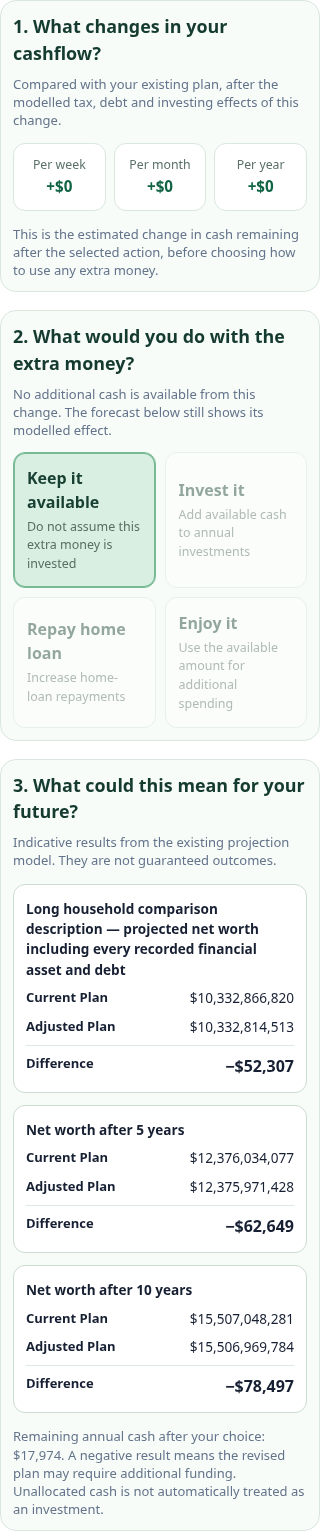 1. What changes in your
cashflow?
Compared with your existing plan, after the
modelled tax, debt and investing effects of this
change.
Per week
+$0
Per month
+$0
Per year
+$0
This is the estimated change in cash remaining
after the selected action, before choosing how
to use any extra money.
2. What would you do with the
extra money?
No additional cash is available from this
change. The forecast below still shows its
modelled effect.
Keep it
available
Do not assume this
extra money is
invested
Invest it
Add available cash
to annual
investments
Repay home
loan
Increase home-
loan repayments
Enjoy it
Use the available
amount for
additional
spending
3. What could this mean for your
future?
Indicative results from the existing projection
model. They are not guaranteed outcomes.
Long household comparison
description — projected net worth
including every recorded financial
asset and debt
Current Plan $10,332,866,820
Adjusted Plan $10,332,814,513
Difference −$52,307
Net worth after 5 years
Current Plan $12,376,034,077
Adjusted Plan $12,375,971,428
Difference −$62,649
Net worth after 10 years
Current Plan $15,507,048,281
Adjusted Plan $15,506,969,784
Difference −$78,497
Remaining annual cash after your choice:
$17,974. A negative result means the revised
plan may require additional funding.
Unallocated cash is not automatically treated as
an investment.